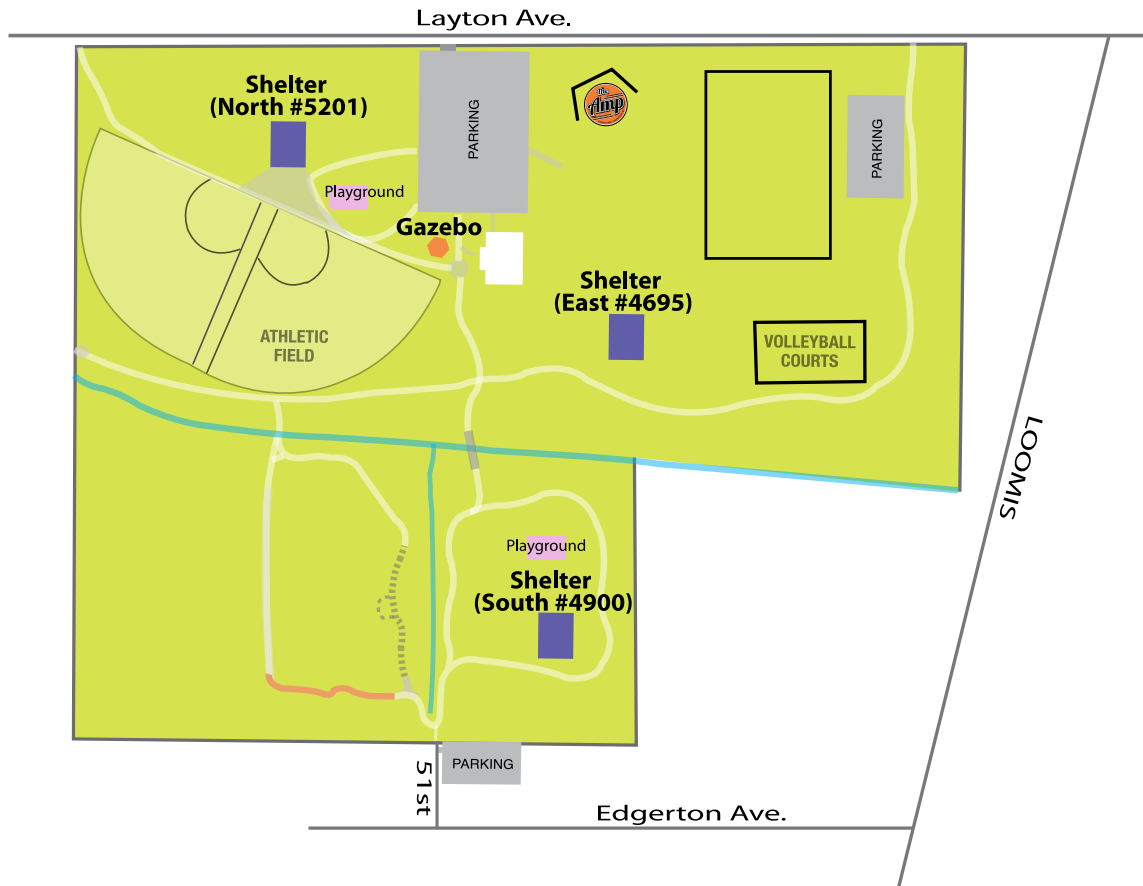 Layton Ave.
Shelter
(North #5201)
PARKING
The
Amp
PARKING
Playground
Gazebo
Shelter
(East #4695)
ATHLETIC
FIELD
VOLLEYBALL
COURTS
LOOMIS
Playground
Shelter
(South #4900)
51st
PARKING
Edgerton Ave.